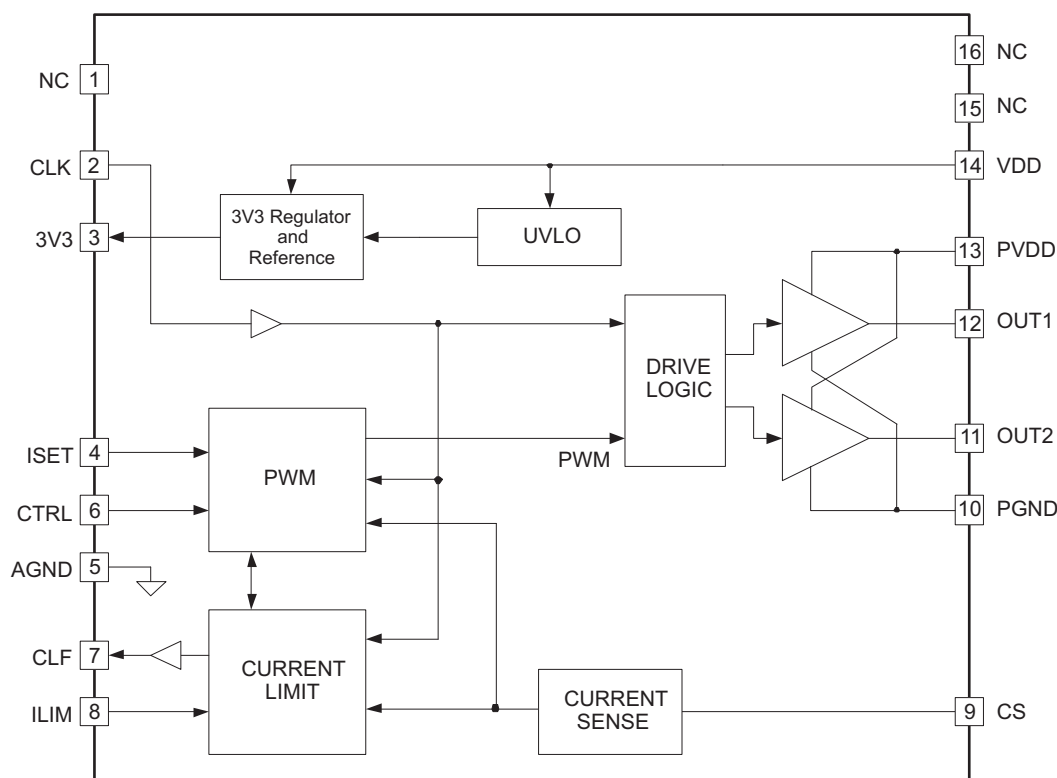 NC 1
16 NC
15 NC
CLK 2
14 VDD
3V3 3
3V3 Regulator
and
Reference
UVLO
13 PVDD
12 OUT1
DRIVE
LOGIC
ISET 4
PWM
PWM
11 OUT2
CTRL 6
10 PGND
AGND 5
CLF 7
CURRENT
LIMIT
ILIM 8
CURRENT
SENSE
9 CS